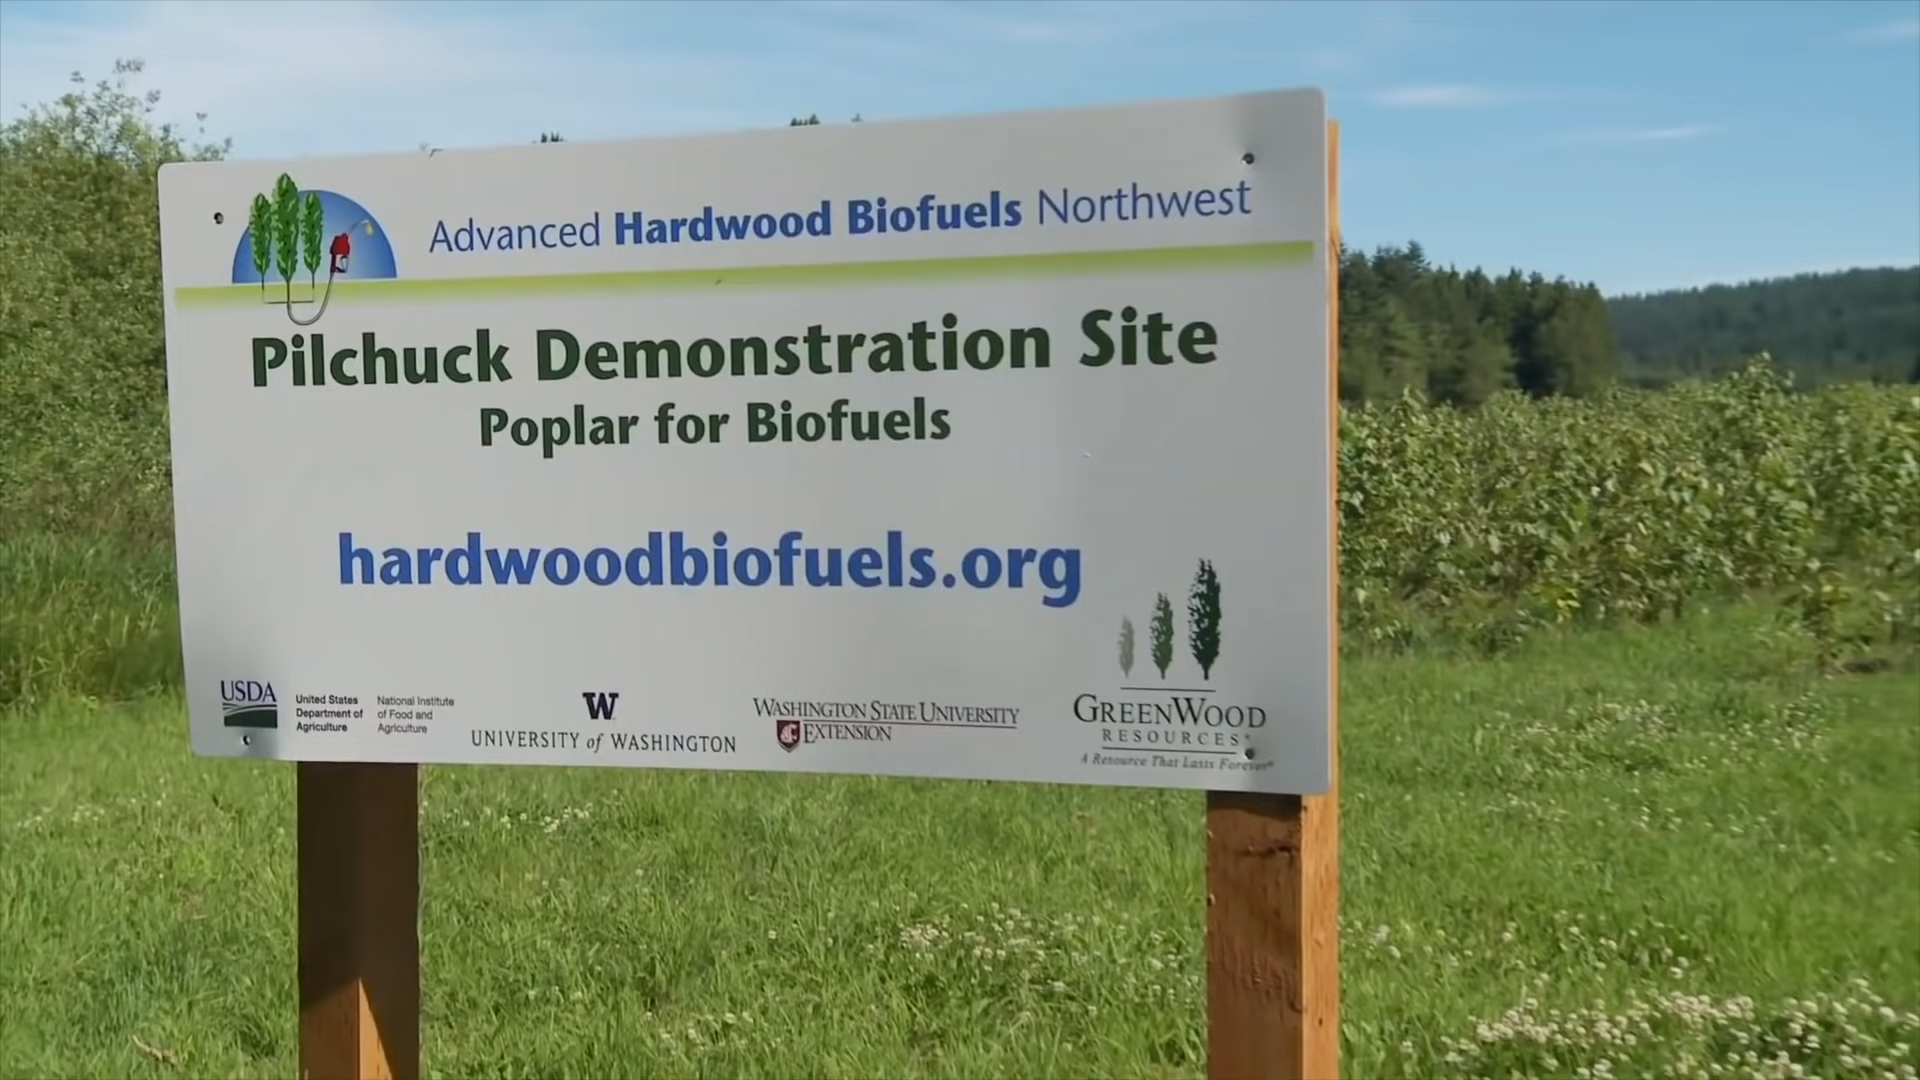 Advanced Hardwood Biofuels Northwest
Pilchuck Demonstration Site
Poplar for Biofuels
hardwoodbiofuels.org
USDA
United States
Department of
Agriculture
National Institute
of Food and
Agriculture
W
UNIVERSITY of WASHINGTON
WASHINGTON STATE UNIVERSITY
EXTENSION
GREENWOOD
RESOURCES®
A Resource That Lasts Forever®